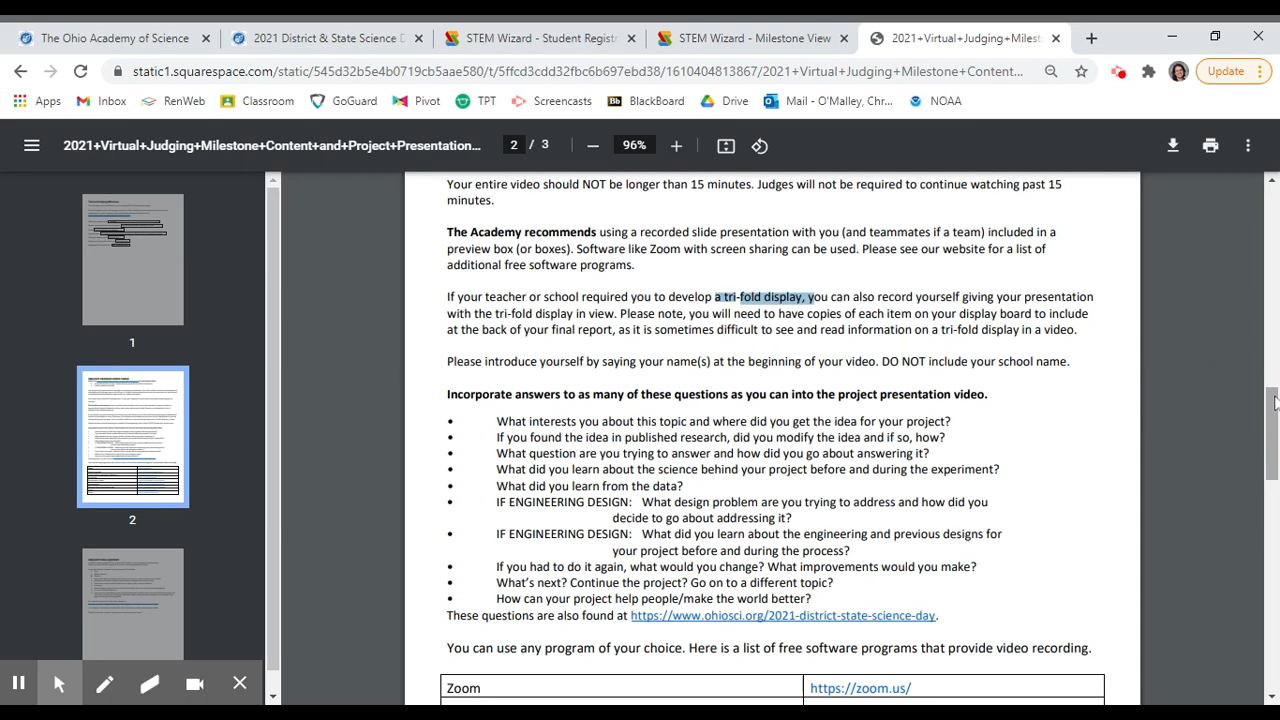 The Ohio Academy of Science
2021 District & State Science D
STEM Wizard - Student Registr
STEM Wizard - Milestone View
2021+Virtual+Judging+Milest
static1.squarespace.com/static/545d32b5e4b0719cb5aae580/t/5fcd3cdd32fbc6b697ebd38/1610404813867/2021+Virtual+Judging+Milestone+Content...
Update
Apps
Inbox
RenWeb
Classroom
GoGuard
Pivot
TPT
Screencasts
Bb BlackBoard
Drive
Mail - O'Malley, Chr...
NOAA
2021+Virtual+Judging+Milestone+Content+and+Project+Presentation...
2 / 3
96%
Your entire video should NOT be longer than 15 minutes. Judges will not be required to continue watching past 15
minutes.
The Academy recommends using a recorded slide presentation with you (and teammates if a team) included in a
preview box (or boxes). Software like Zoom with screen sharing can be used. Please see our website for a list of
additional free software programs.
If your teacher or school required you to develop a tri-fold display, you can also record yourself giving your presentation
with the tri-fold display in view. Please note, you will need to have copies of each item on your display board to include
at the back of your final report, as it is sometimes difficult to see and read information on a tri-fold display in a video.
Please introduce yourself by saying your name(s) at the beginning of your video. DO NOT include your school name.
Incorporate answers to as many of these questions as you can into the project presentation video.
• What interests you about this topic and where did you get the idea for your project?
• If you found the idea in published research, did you modify the idea and if so, how?
• What question are you trying to answer and how did you go about answering it?
• What did you learn about the science behind your project before and during the experiment?
• What did you learn from the data?
• IF ENGINEERING DESIGN: What design problem are you trying to address and how did you
decide to go about addressing it?
• IF ENGINEERING DESIGN: What did you learn about the engineering and previous designs for
your project before and during the process?
• If you had to do it again, what would you change? What improvements would you make?
• What's next? Continue the project? Go on to a different topic?
• How can your project help people/make the world better?
These questions are also found at https://www.ohiosci.org/2021-district-state-science-day.
You can use any program of your choice. Here is a list of free software programs that provide video recording.
Zoom
https://zoom.us/
1
2